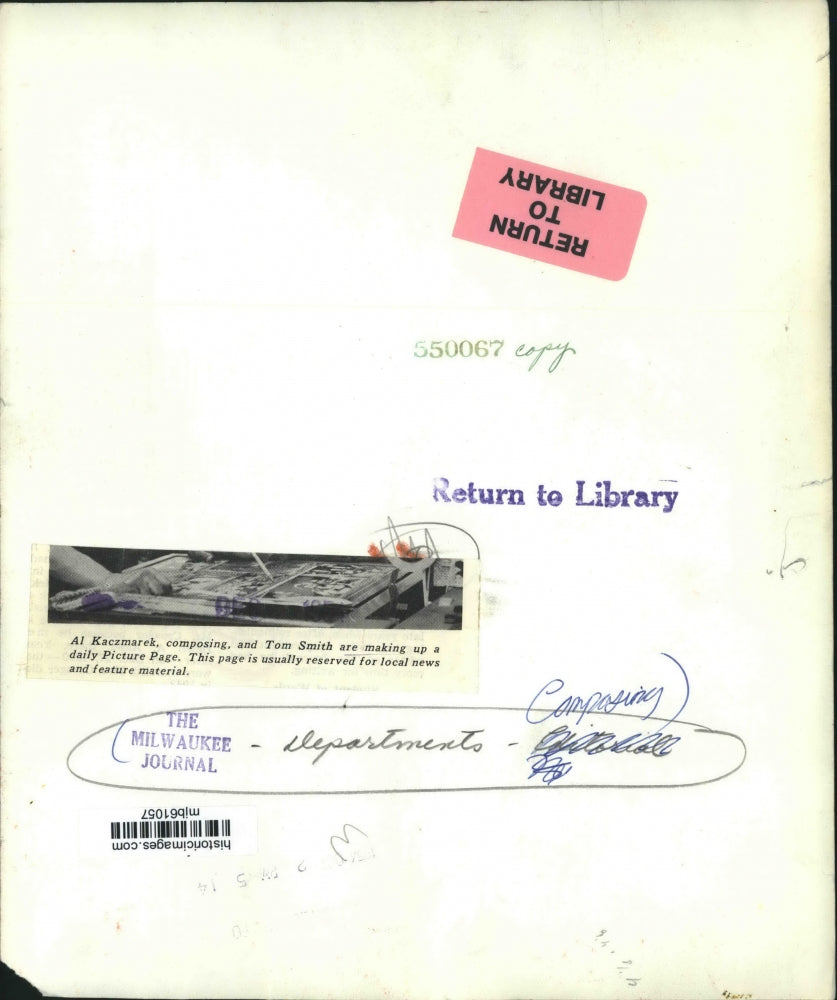 RETURN
TO
LIBRARY
550067 copy
Return to Library
Al Kaczmarek, composing, and Tom Smith are making up a
daily Picture Page. This page is usually reserved for local news
and feature material.
Composing
THE
MILWAUKEE
JOURNAL
- Departments -
mjb61057
historicimages.com